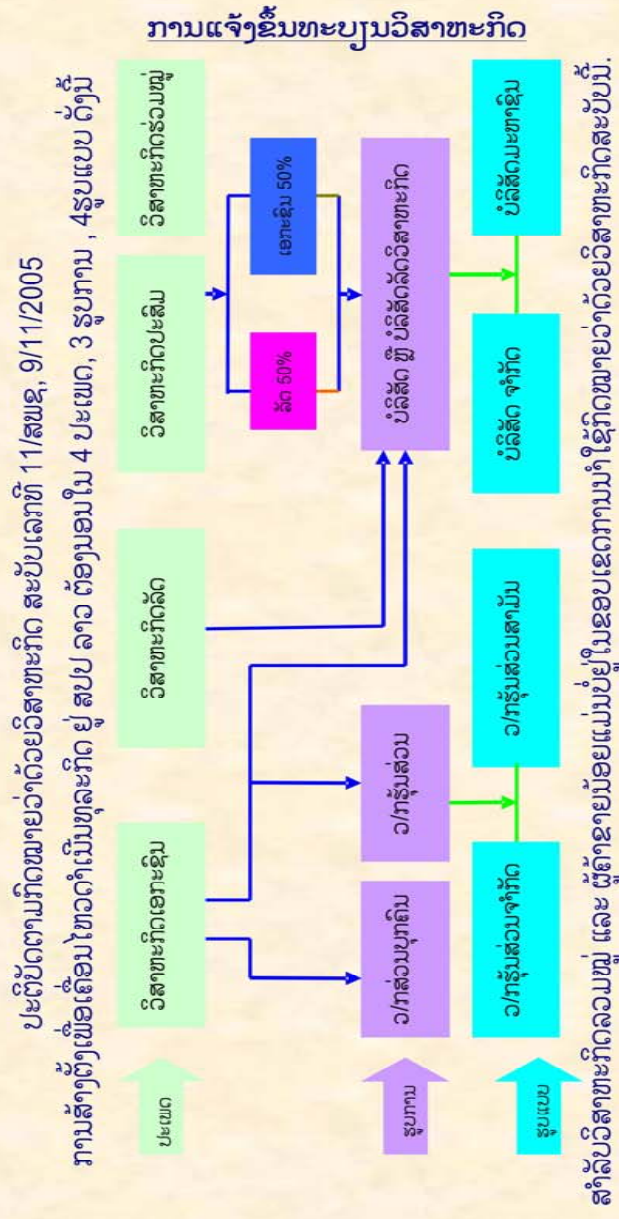 ການແຈ້ງຂຶ້ນທະບຽນວິສາຫະກິດ
ປະຕິບັດຕາມກົດໝາຍວ່າດ້ວຍວິສາຫະກິດ ສະບັບເລກທີ 11/ສພຊ, 9/11/2005
ການສ້າງຕັ້ງເພື່ອເຄື່ອນໄຫວດຳເນີນທຸລະກິດ ຢູ່ ສປປ ລາວ ຕ້ອງນອນໃນ 4 ປະເພດ, 3 ຮູບການ , 4ຮູບແບບ ດັ່ງນີ້
ປະເພດ
ວິສາຫະກິດເອກະຊົນ
ວິສາຫະກິດລັດ
ວິສາຫະກິດປະສົມ
ວິສາຫະກິດຮ່ວມໝູ່
ລັດ 50%
ເອກະຊົນ 50%
ຮູບການ
ວ/ກສ່ວນບຸກຄົນ
ວ/ກຮຸ້ນສ່ວນ
ບໍລິສັດ ຫຼື ບໍລິສັດລັດວິສາຫະກິດ
ຮູບແບບ
ວ/ກຮຸ້ນສ່ວນຈຳກັດ
ວ/ກຮຸ້ນສ່ວນສາມັນ
ບໍລິສັດ ຈຳກັດ
ບໍລິສັດມະຫາຊົນ
ສຳລັບວິສາຫະກິດລວມໝູ່ ແລະ ຜູ້ຄ້າຂາຍນ້ອຍແມ່ນບໍ່ຢູ່ໃນຂອບເຂດການນຳໃຊ້ກົດໝາຍວ່າດ້ວຍວິສາຫະກິດສະບັບນີ້.